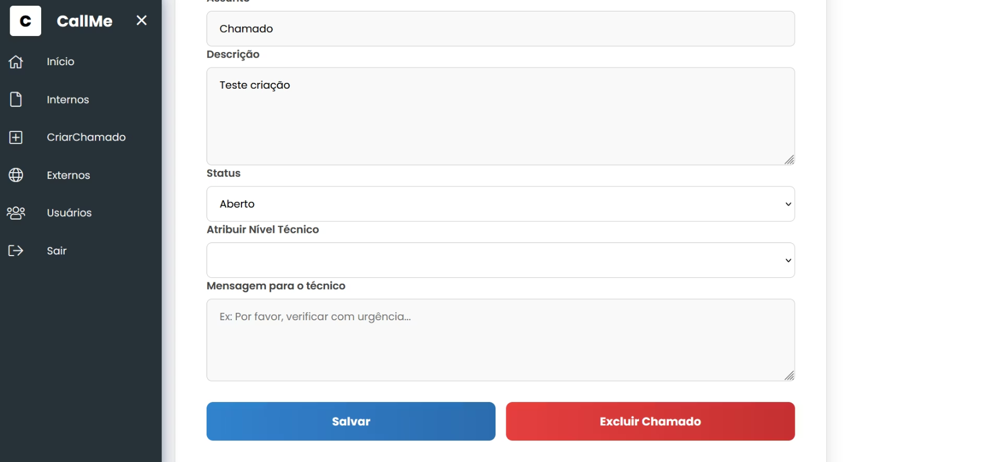 C CallMe
Início
Internos
CriarChamado
Externos
Usuários
Sair
Assunto
Chamado
Descrição
Teste criação
Status
Aberto
Atribuir Nível Técnico
Mensagem para o técnico
Ex: Por favor, verificar com urgência...
Salvar
Excluir Chamado